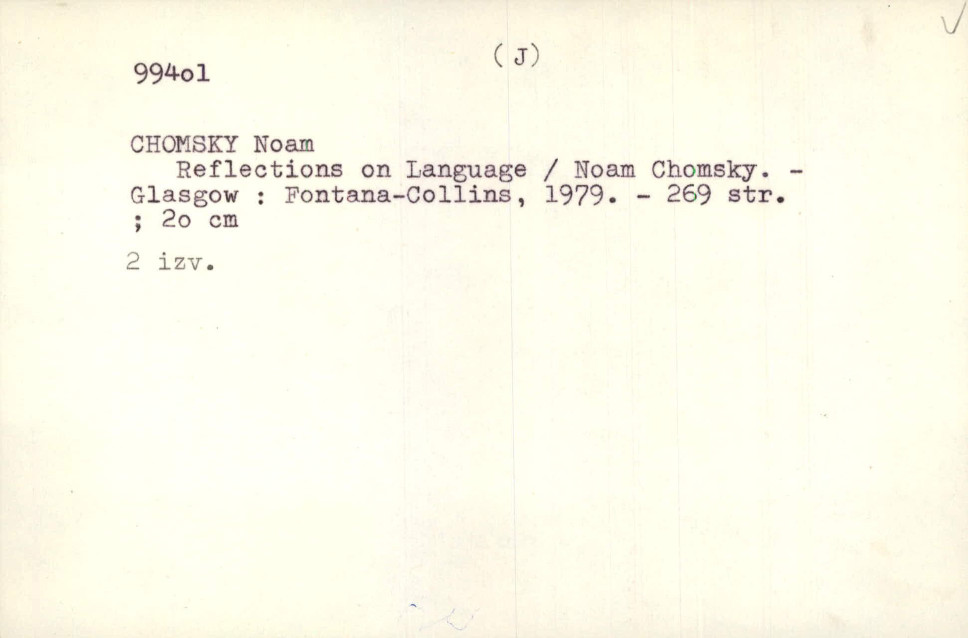 (J)
994o1
CHOMSKY Noam
Reflections on Language / Noam Chomsky. -
Glasgow : Fontana-Collins, 1979. - 269 str.
; 2o cm
2 izv.